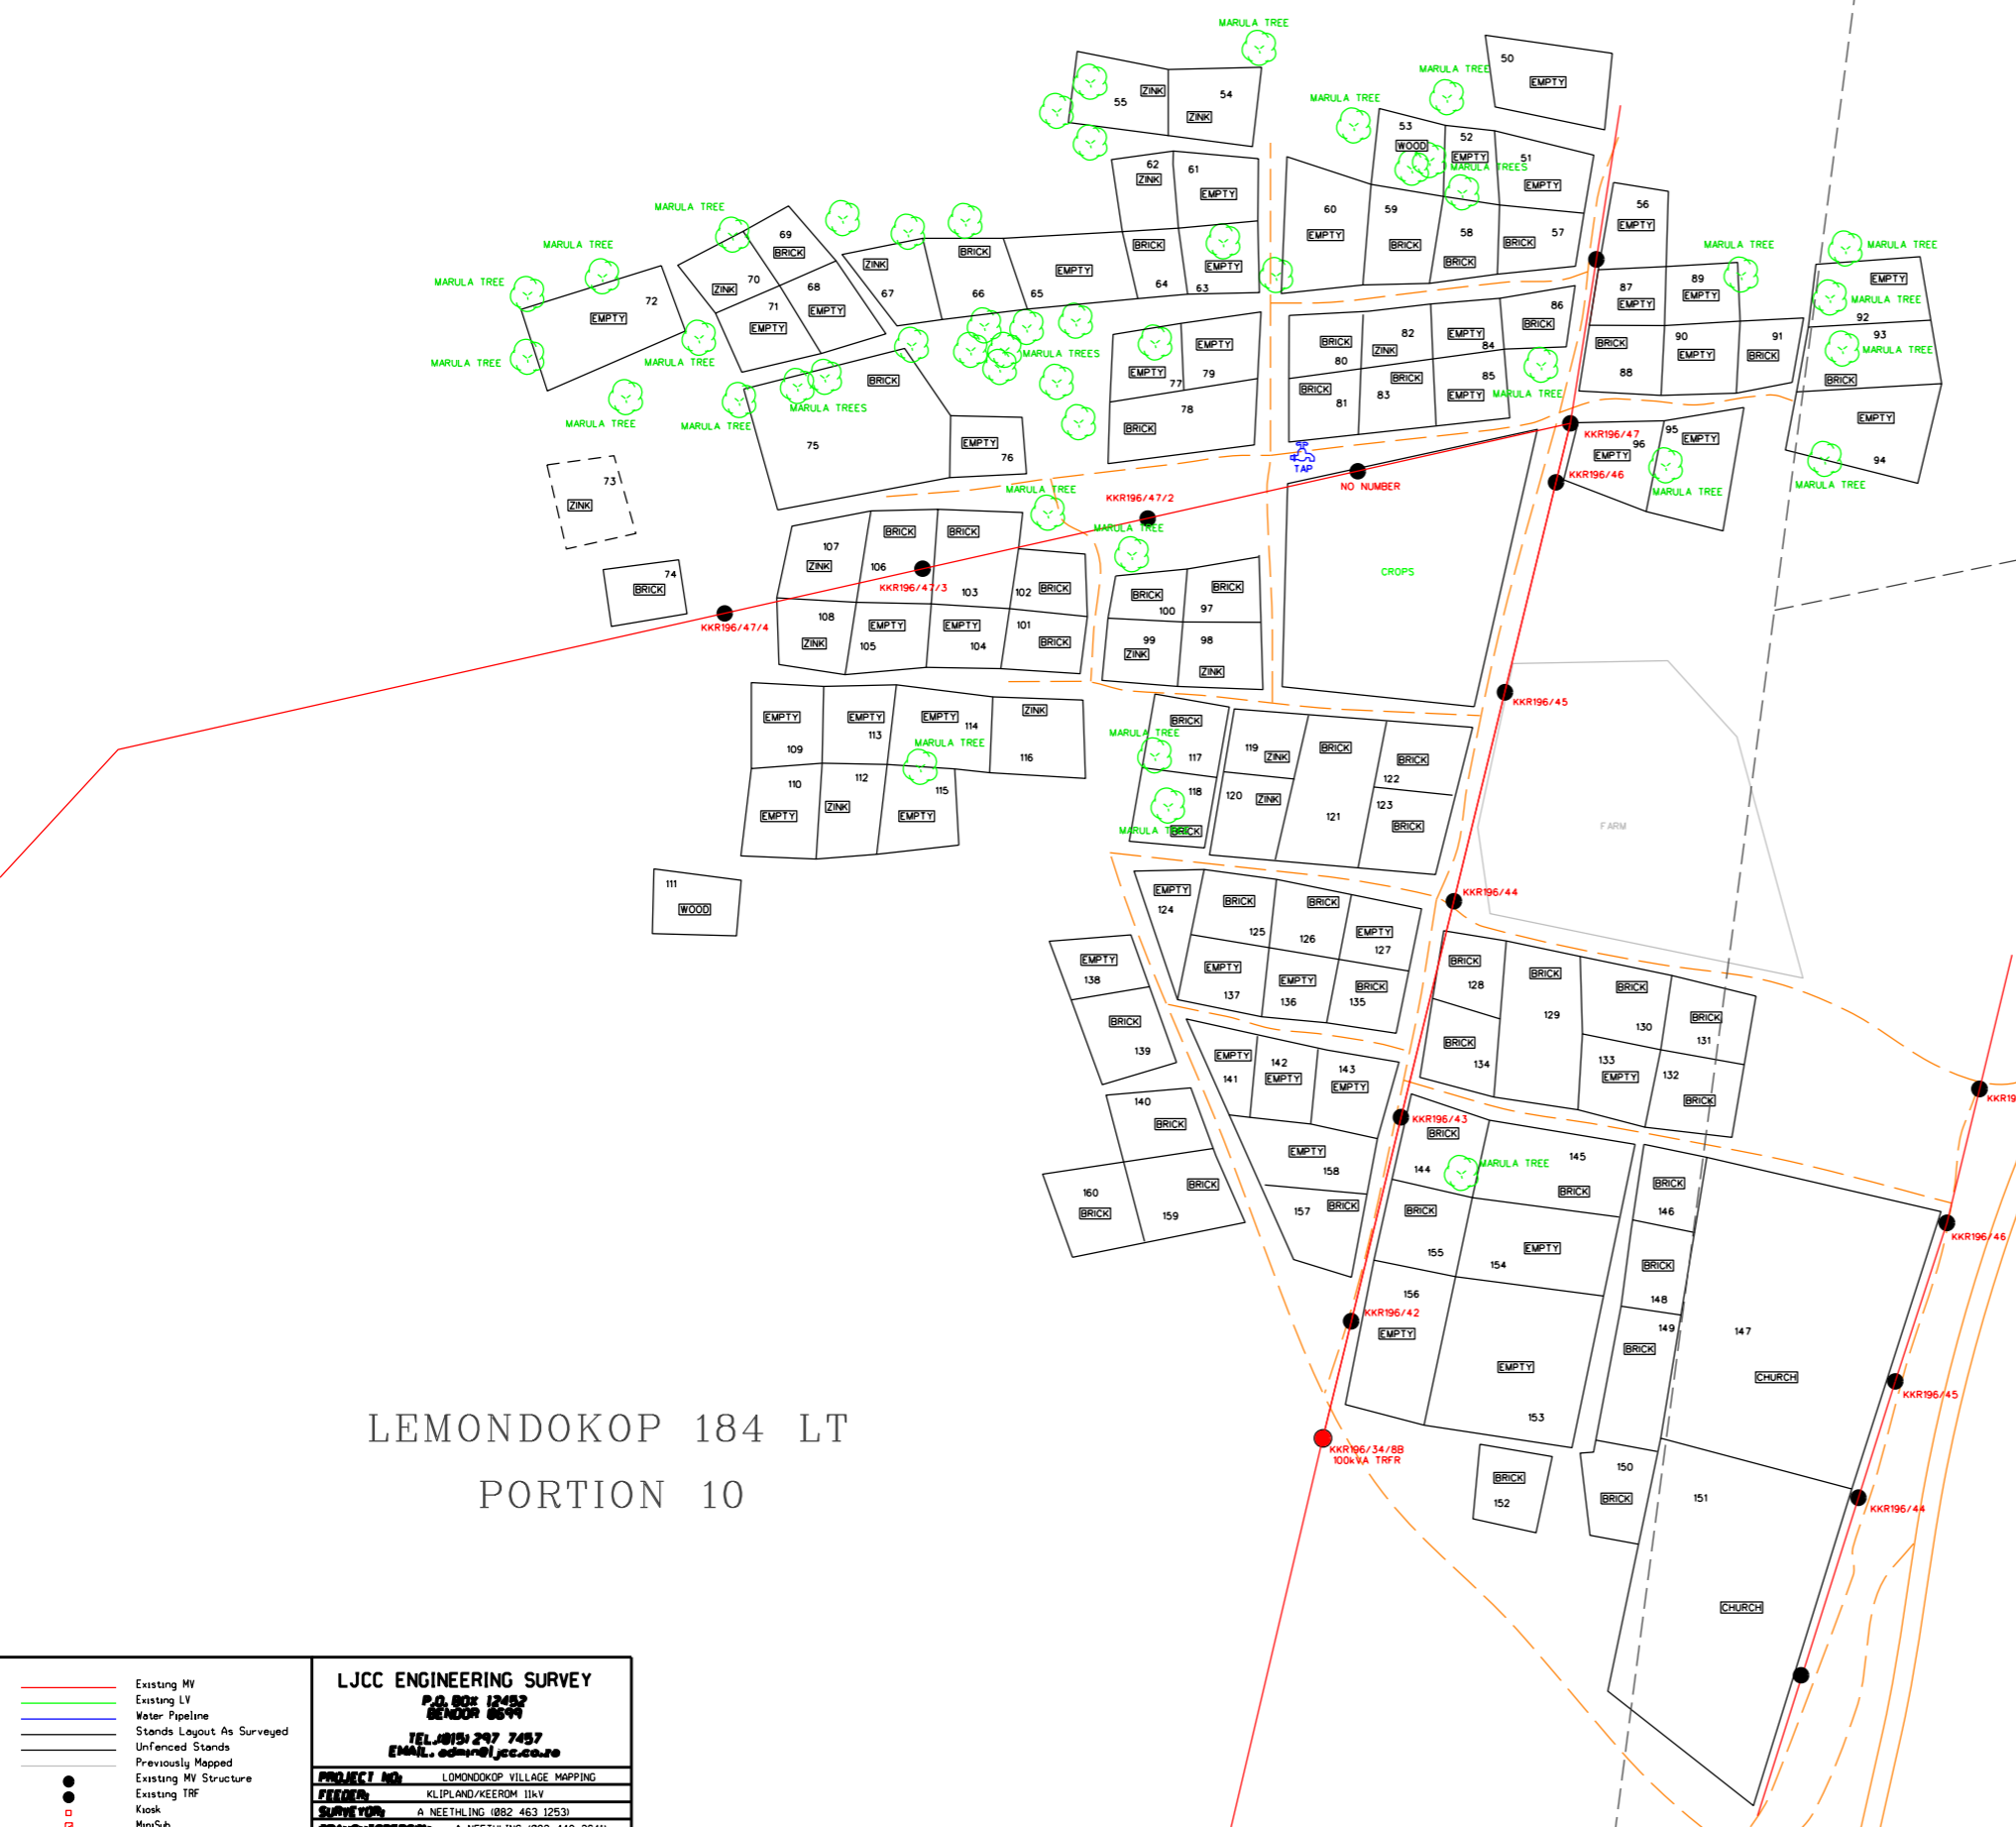 MARULA TREE
50
EMPTY
MARULA TREE
ZINK
54
55
ZINK
MARULA TREE
53
WOOD
52
EMPTY
51
MARULA TREES
EMPTY
62
ZINK
61
EMPTY
60
EMPTY
59
BRICK
58
BRICK
57
BRICK
56
EMPTY
MARULA TREE
69
BRICK
MARULA TREE
MARULA TREE
70
ZINK
68
EMPTY
71
EMPTY
ZINK
67
BRICK
66
EMPTY
65
BRICK
64
EMPTY
63
MARULA TREE
MARULA TREE
EMPTY
MARULA TREE
92
93
MARULA TREE
BRICK
EMPTY
94
MARULA TREE
72
EMPTY
MARULA TREE
MARULA TREE
MARULA TREE
MARULA TREE
MARULA TREES
MARULA TREES
BRICK
75
EMPTY
76
EMPTY
77
EMPTY
79
78
BRICK
BRICK
80
82
ZINK
EMPTY
84
86
BRICK
BRICK
81
BRICK
83
85
EMPTY
MARULA TREE
87
EMPTY
89
EMPTY
BRICK
88
90
EMPTY
91
BRICK
KKR196/47
95
EMPTY
96
EMPTY
MARULA TREE
KKR196/46
TAP
NO NUMBER
73
ZINK
MARULA TREE
KKR196/47/2
MARULA TREE
74
BRICK
107
ZINK
BRICK
106
BRICK
KKR196/47/3
103
102
BRICK
KKR196/47/4
108
ZINK
EMPTY
105
EMPTY
104
101
BRICK
BRICK
100
BRICK
97
99
ZINK
98
ZINK
CROPS
KKR196/45
EMPTY
109
EMPTY
113
EMPTY
114
ZINK
116
MARULA TREE
110
EMPTY
112
ZINK
115
EMPTY
BRICK
MARULA TREE
117
118
MARULA TREE
BRICK
119
ZINK
120
ZINK
BRICK
121
BRICK
122
123
BRICK
FARM
111
WOOD
KKR196/44
EMPTY
124
BRICK
125
BRICK
126
EMPTY
127
EMPTY
137
EMPTY
136
BRICK
135
EMPTY
138
BRICK
139
BRICK
128
BRICK
129
BRICK
130
BRICK
131
BRICK
134
133
EMPTY
132
BRICK
EMPTY
141
142
EMPTY
143
EMPTY
140
BRICK
KKR196/43
BRICK
144
MARULA TREE
145
BRICK
EMPTY
158
157
BRICK
160
BRICK
BRICK
159
BRICK
155
EMPTY
154
BRICK
146
BRICK
148
KKR19
KKR196/46
156
EMPTY
KKR196/42
149
BRICK
147
CHURCH
KKR196/45
EMPTY
153
KKR196/34/8B
100kVA TRFR
BRICK
152
150
BRICK
151
KKR196/44
CHURCH
LEMONDOKOP 184 LT
PORTION 10
Existing MV
Existing LV
Water Pipeline
Stands Layout As Surveyed
Unfenced Stands
Previously Mapped
Existing MV Structure
Existing TRF
Kiosk
MiniSub
LJCC ENGINEERING SURVEY
P.O. BOX 12452
BENDOR 0699
TEL. (015) 297 7457
EMAIL. admin@ljcc.co.za
PROJECT NO: LOMONDOKOP VILLAGE MAPPING
FEEDER: KLIPLAND/KEEROM 11kV
SURVEYOR: A NEETHLING (082 463 1253)